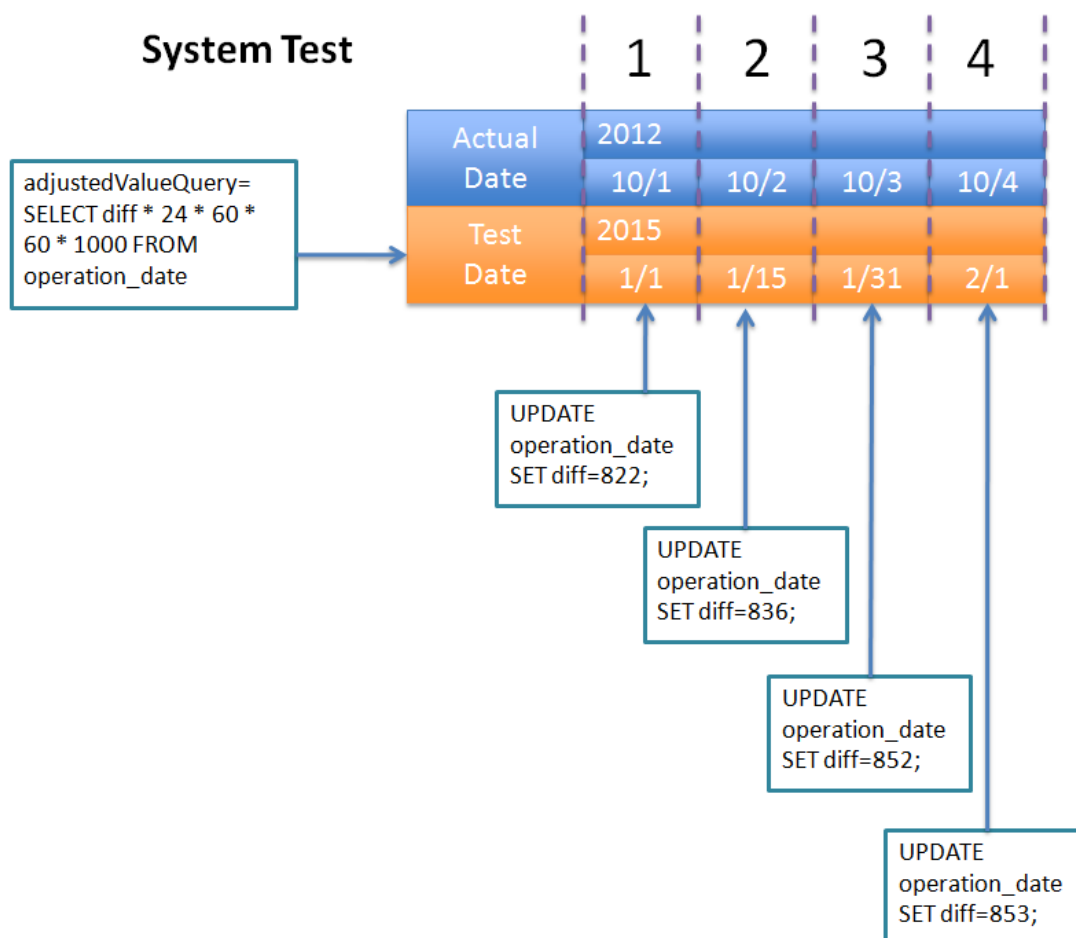 System Test
1 2 3 4
Actual Date
2012
10/1 10/2 10/3 10/4
Test Date
2015
1/1 1/15 1/31 2/1
adjustedValueQuery=
SELECT diff * 24 * 60 *
60 * 1000 FROM
operation_date
UPDATE
operation_date
SET diff=822;
UPDATE
operation_date
SET diff=836;
UPDATE
operation_date
SET diff=852;
UPDATE
operation_date
SET diff=853;